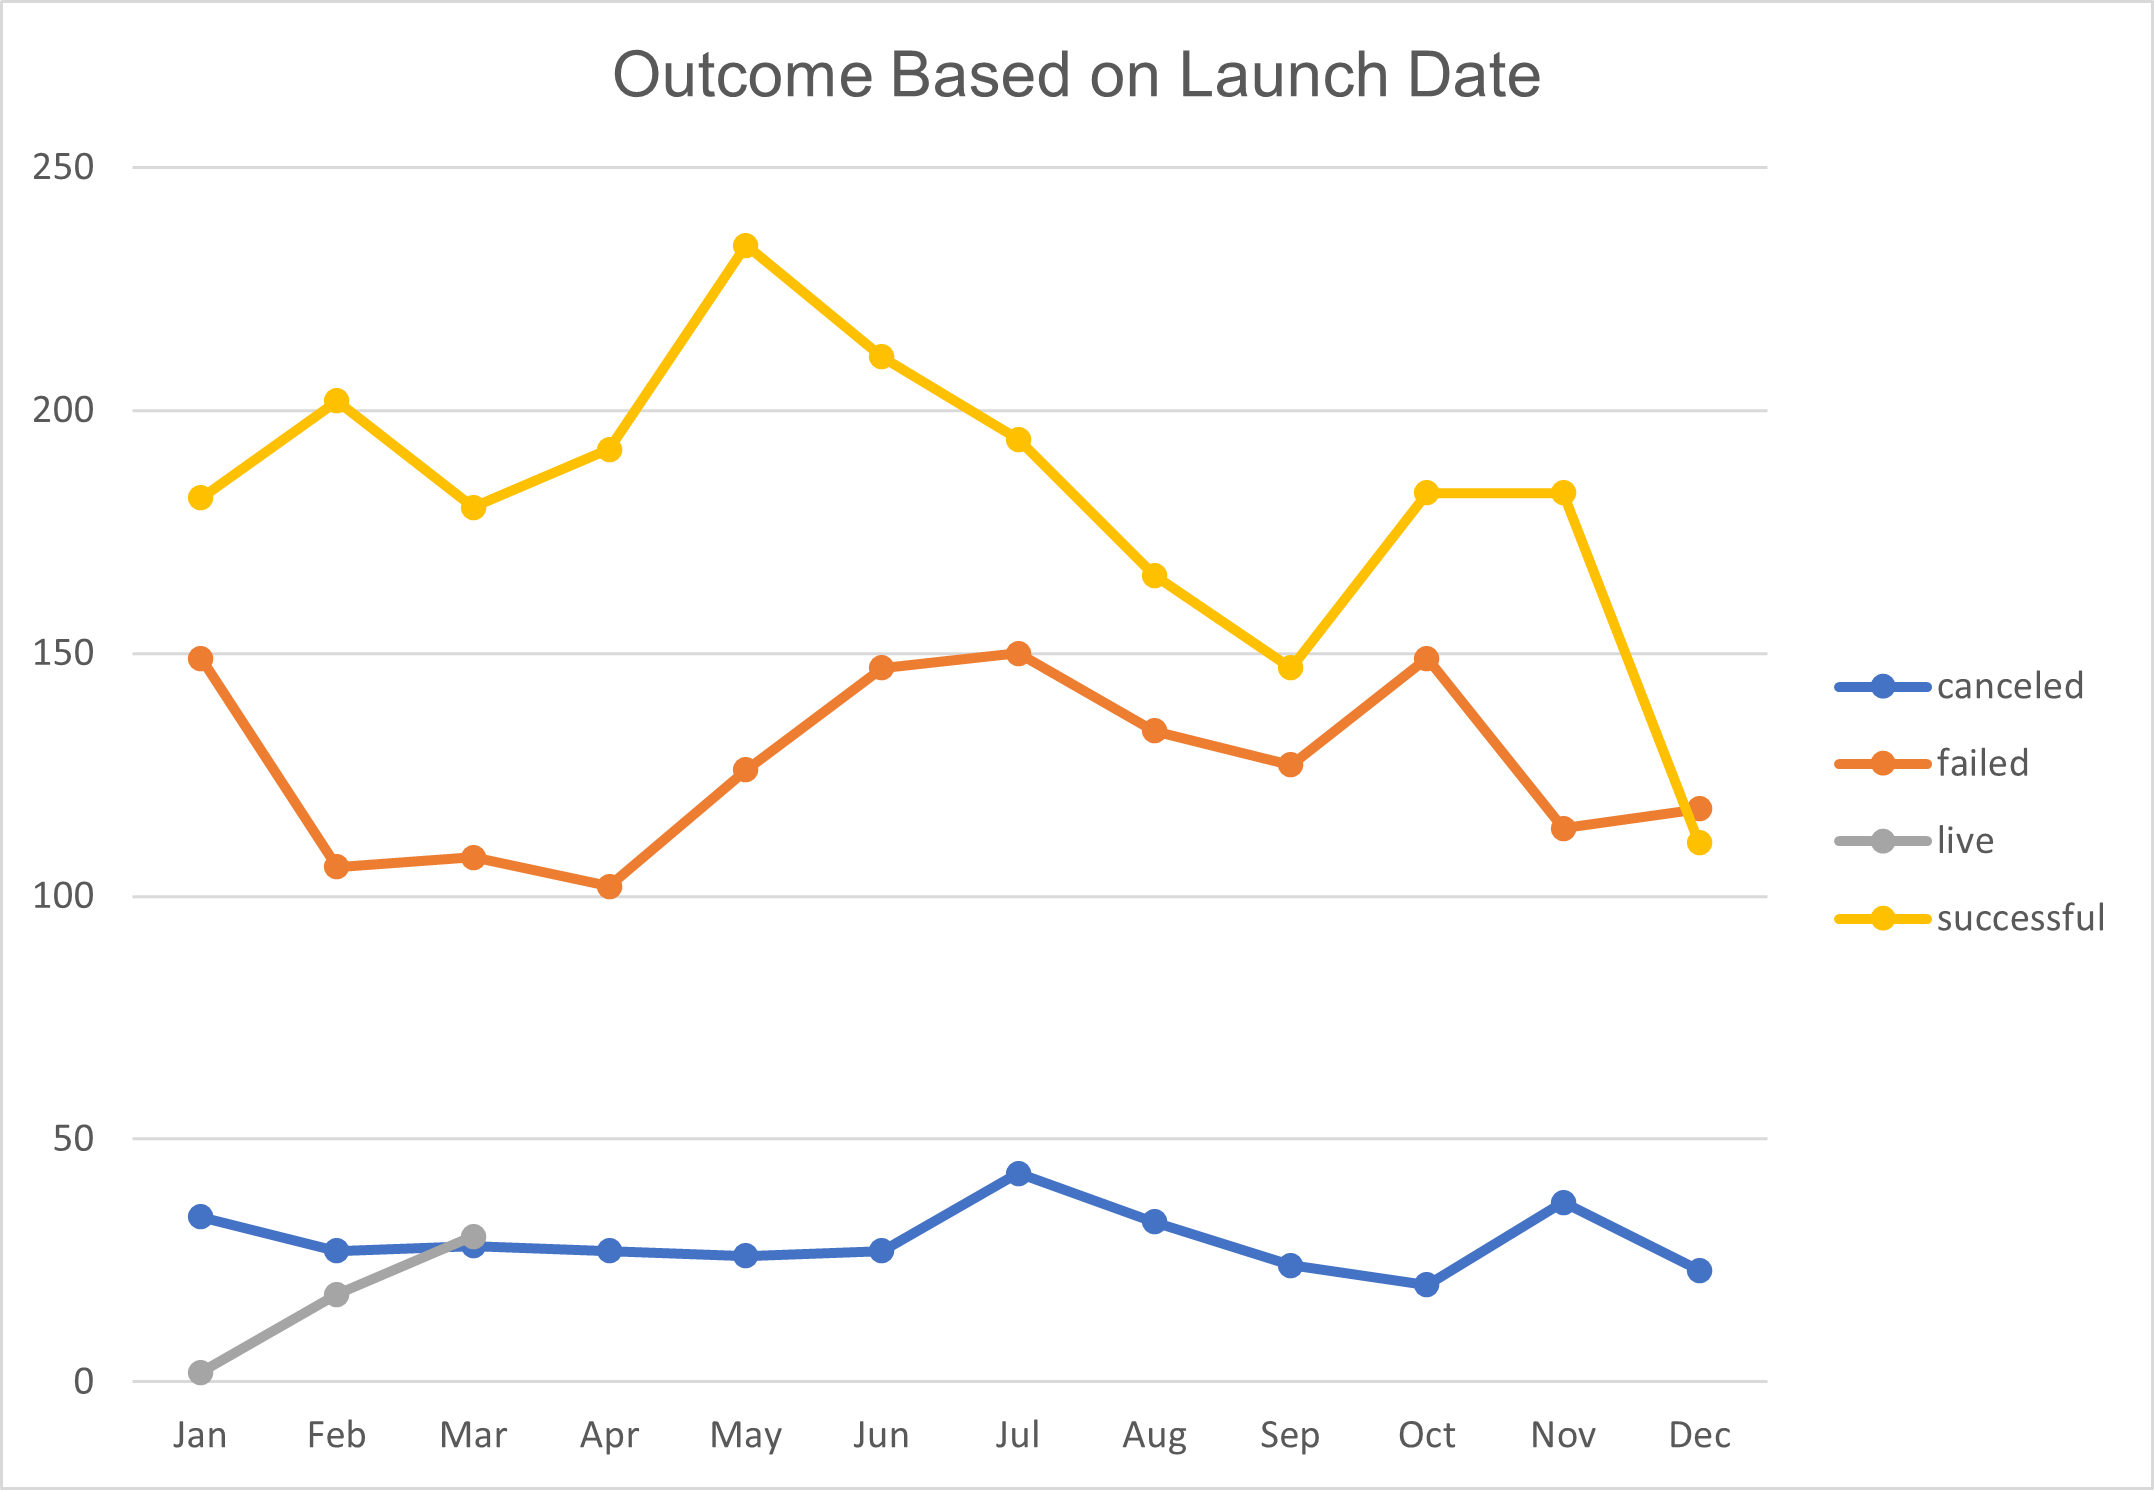 Outcome Based on Launch Date
250
200
150
100
50
0
Jan Feb Mar Apr May Jun Jul Aug Sep Oct Nov Dec
canceled
failed
live
successful